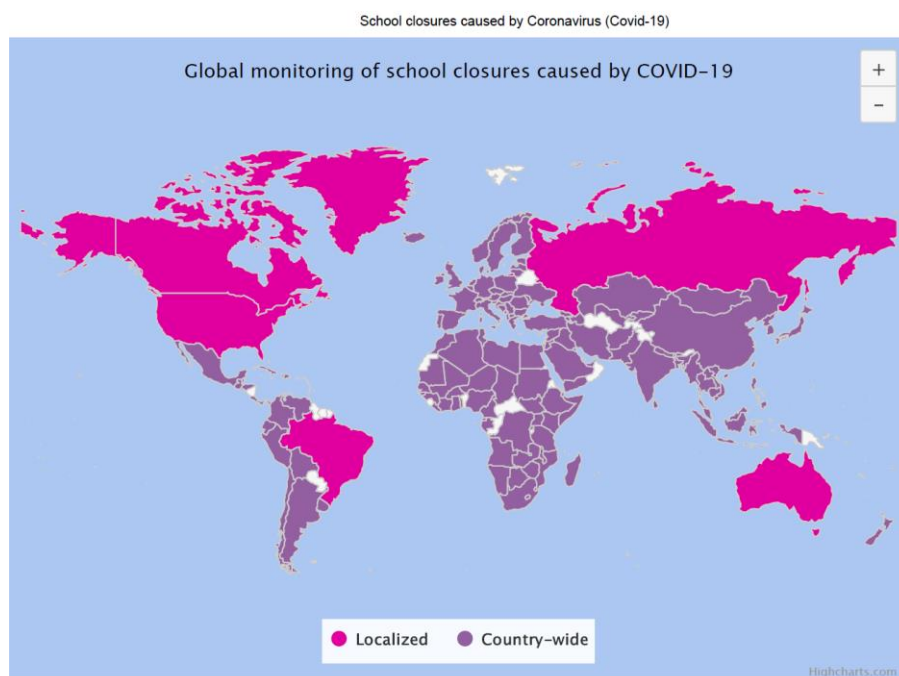 School closures caused by Coronavirus (Covid-19)
Global monitoring of school closures caused by COVID-19
+
−
Localized
Country-wide
Highcharts.com